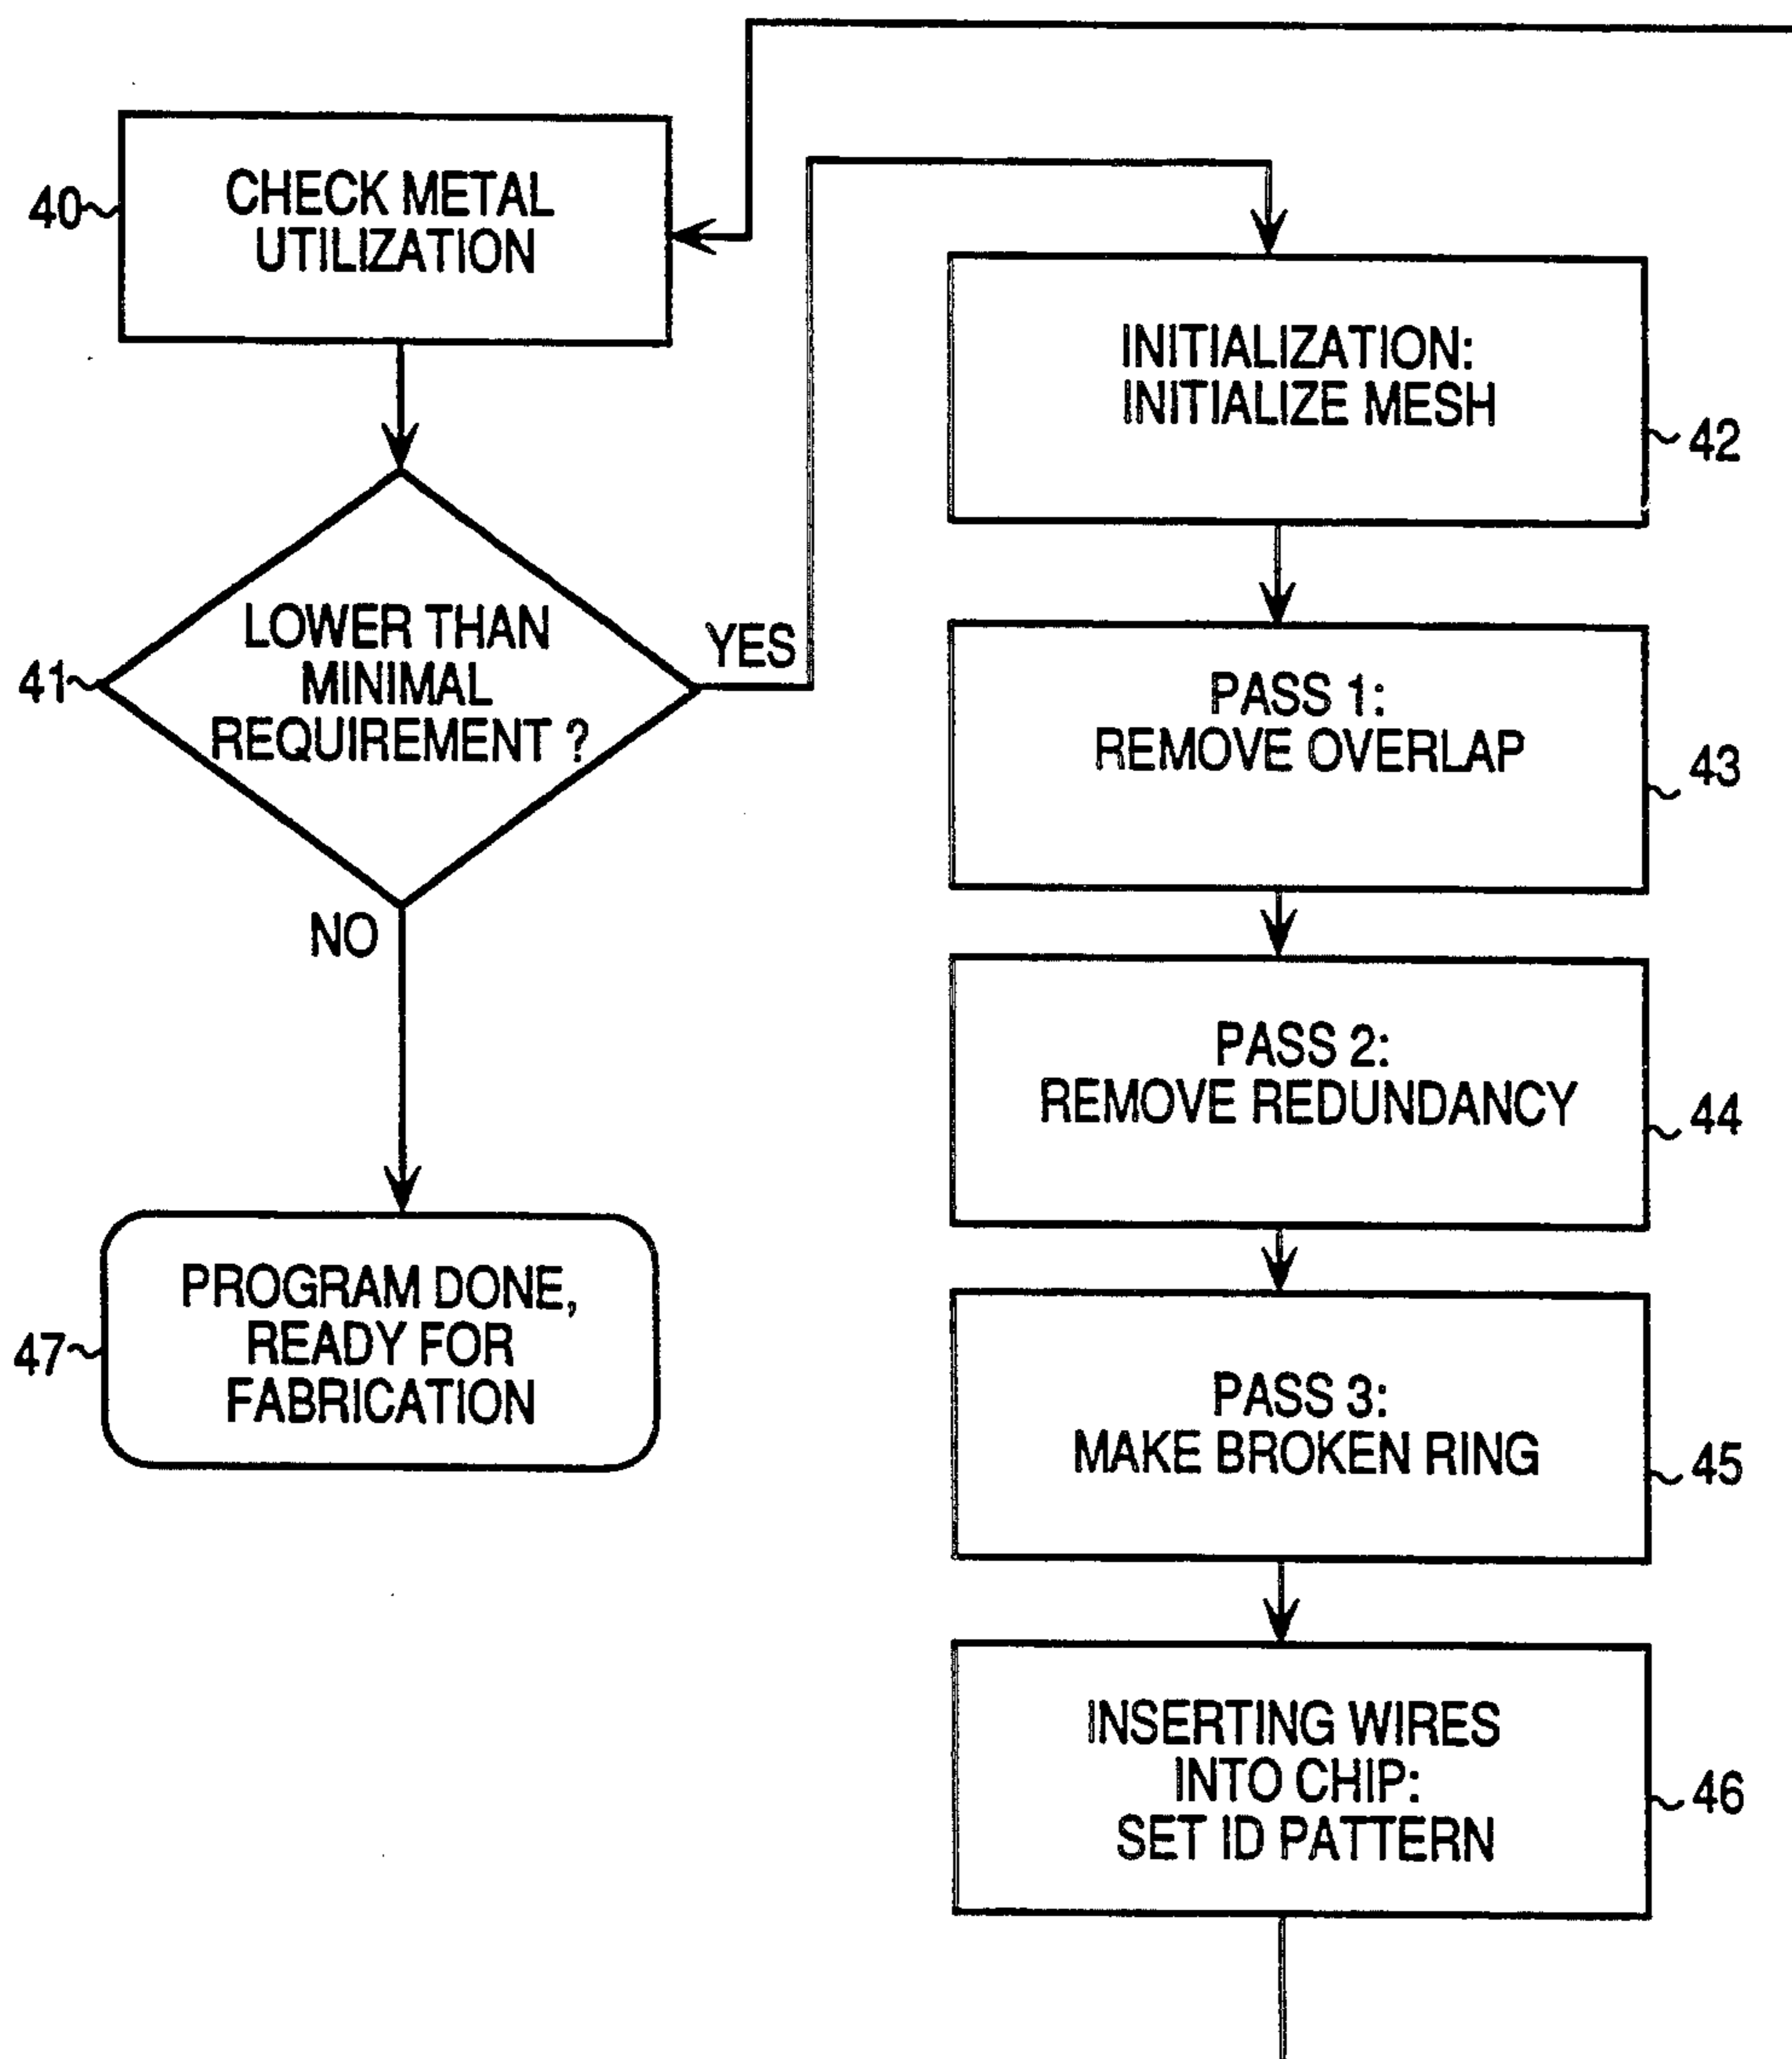 40
CHECK METAL
UTILIZATION
41
LOWER THAN
MINIMAL
REQUIREMENT ?
YES
NO
47
PROGRAM DONE,
READY FOR
FABRICATION
INITIALIZATION:
INITIALIZE MESH
42
PASS 1:
REMOVE OVERLAP
43
PASS 2:
REMOVE REDUNDANCY
44
PASS 3:
MAKE BROKEN RING
45
INSERTING WIRES
INTO CHIP:
SET ID PATTERN
46